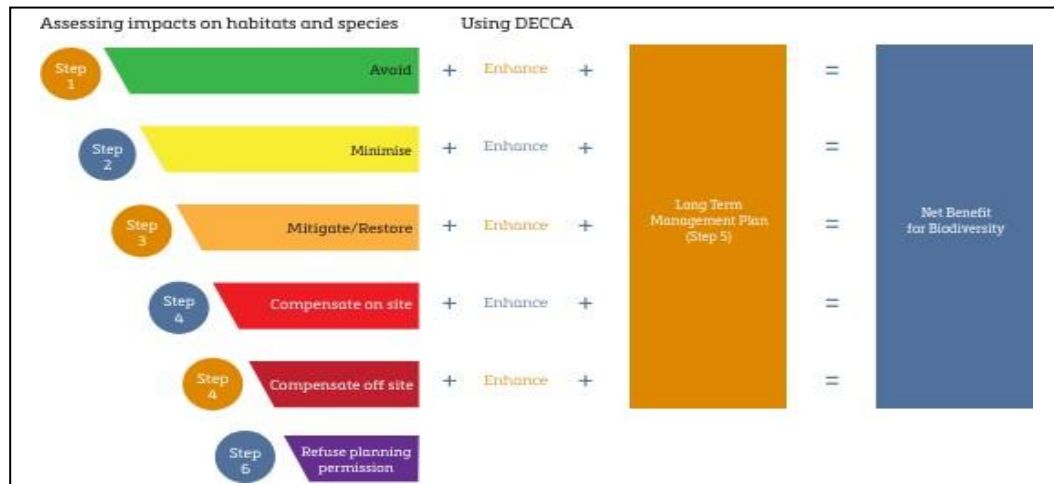 Assessing impacts on habitats and species
Using DECCA
Step
1
Avoid
+ Enhance + =
Step
2
Minimise
+ Enhance + =
Step
3
Mitigate/Restore
+ Enhance + =
Long Term
Management Plan
(Step 5)
Net Benefit
for Biodiversity
Step
4
Compensate on site
+ Enhance + =
Step
4
Compensate off site
+ Enhance + =
Step
6
Refuse planning
permission